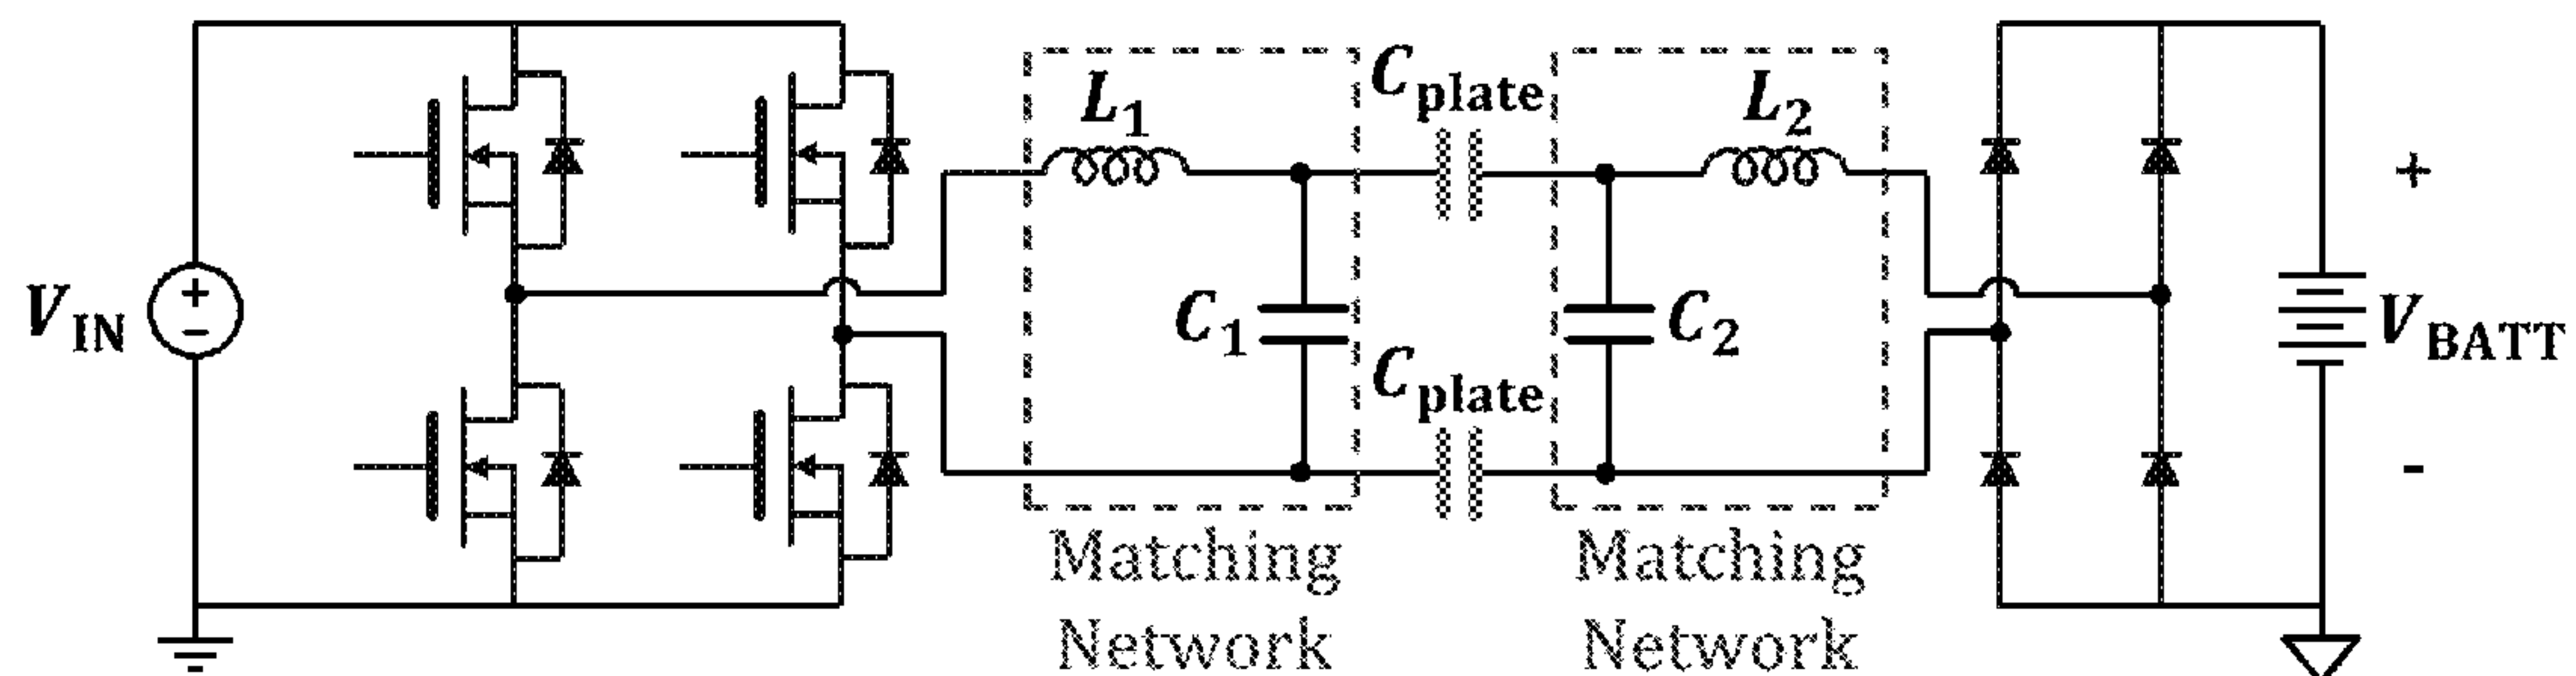 V_IN
+
-
L_1
C_1
C_plate
C_plate
C_2
L_2
+
-
V_BATT
Matching
Network
Matching
Network